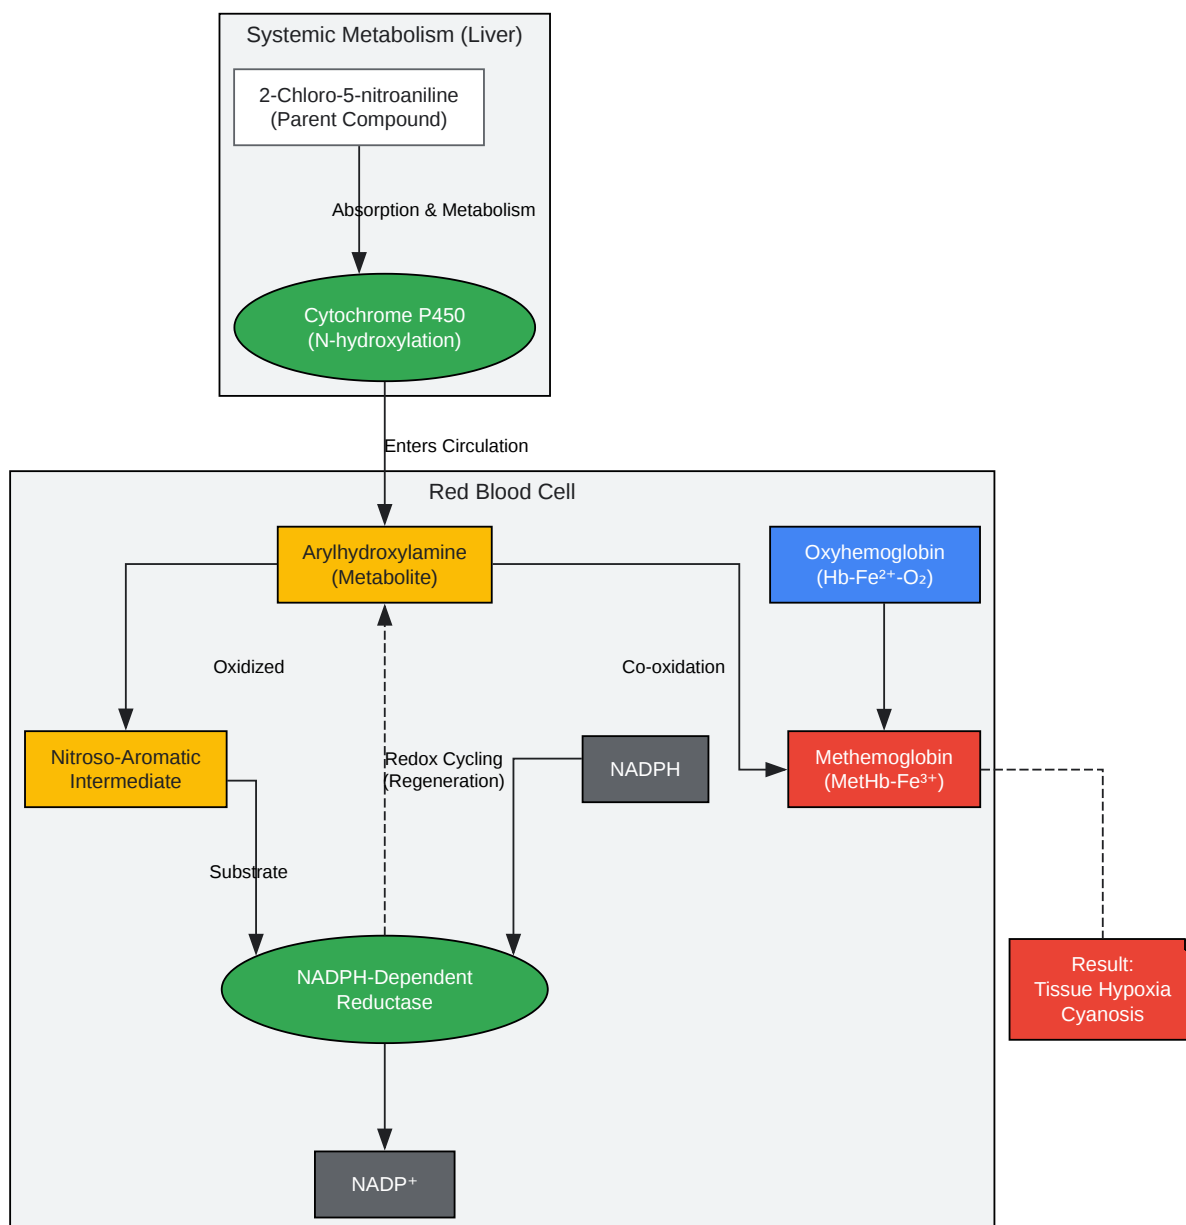 Systemic Metabolism (Liver)
2-Chloro-5-nitroaniline
(Parent Compound)
Absorption & Metabolism
Cytochrome P450
(N-hydroxylation)
Enters Circulation
Red Blood Cell
Arylhydroxylamine
(Metabolite)
Oxyhemoglobin
(Hb-Fe²⁺-O₂)
Oxidized
Co-oxidation
Nitroso-Aromatic
Intermediate
Redox Cycling
(Regeneration)
NADPH
Methemoglobin
(MetHb-Fe³⁺)
Substrate
NADPH-Dependent
Reductase
Result:
Tissue Hypoxia
Cyanosis
NADP⁺